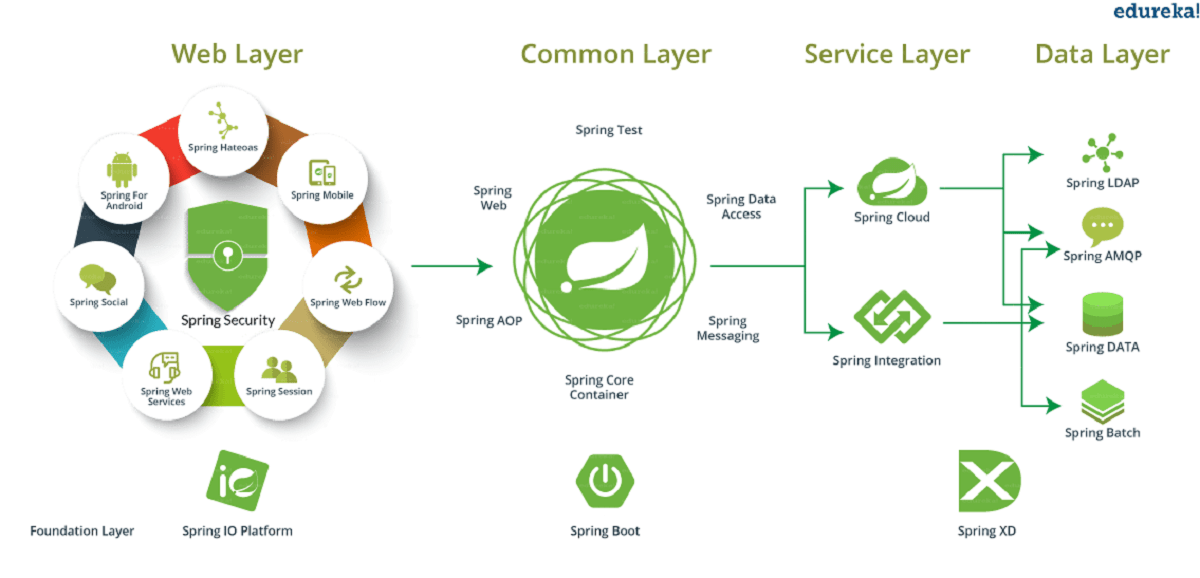 edureka!
Web Layer
Common Layer
Service Layer
Data Layer
Spring Hateoas
Spring For
Android
Spring Mobile
Spring Social
Spring Web Flow
Spring Security
Spring Web
Services
Spring Session
Spring Test
Spring
Web
Spring Data
Access
Spring AOP
Spring
Messaging
Spring Core
Container
Spring Cloud
Spring Integration
Spring LDAP
Spring AMQP
Spring DATA
Spring Batch
Foundation Layer
Spring IO Platform
Spring Boot
Spring XD